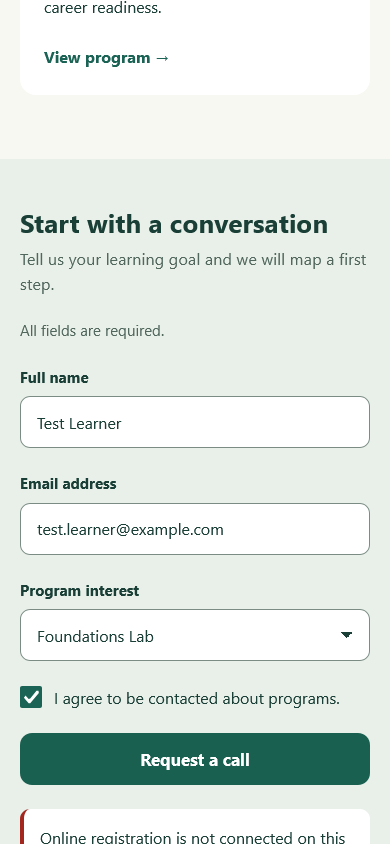 career readiness.
View program →
Start with a conversation
Tell us your learning goal and we will map a first
step.
All fields are required.
Full name
Test Learner
Email address
test.learner@example.com
Program interest
Foundations Lab
I agree to be contacted about programs.
Request a call
Online registration is not connected on this